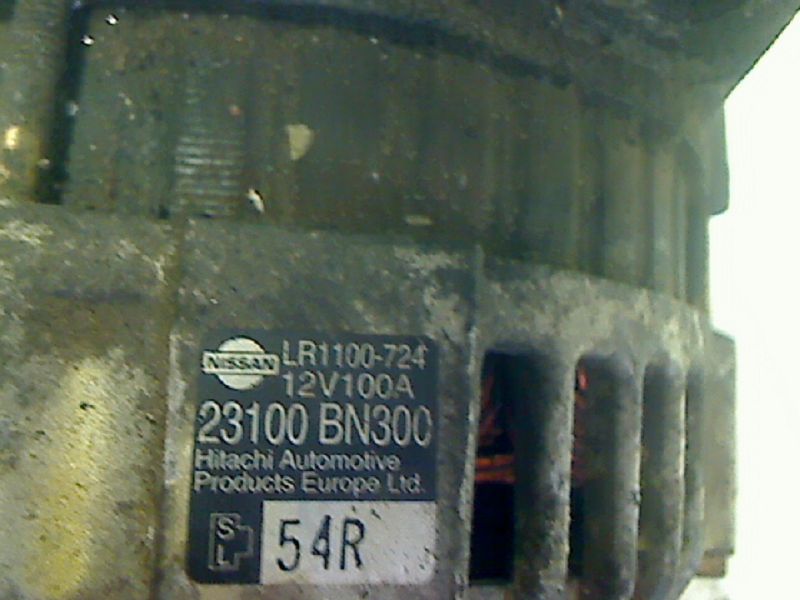 NISSAN LR1100-724
12V100A
23100 BN300
Hitachi Automotive
Products Europe Ltd.
S
L 54R